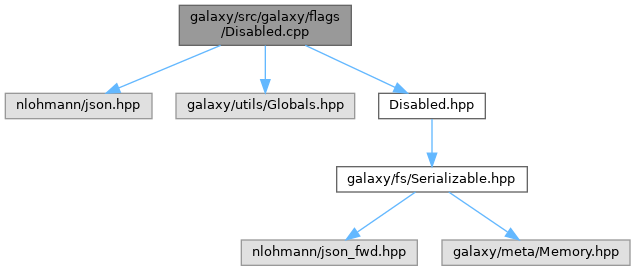 galaxy/src/galaxy/flags
/Disabled.cpp
nlohmann/json.hpp
galaxy/utils/Globals.hpp
Disabled.hpp
galaxy/fs/Serializable.hpp
nlohmann/json_fwd.hpp
galaxy/meta/Memory.hpp